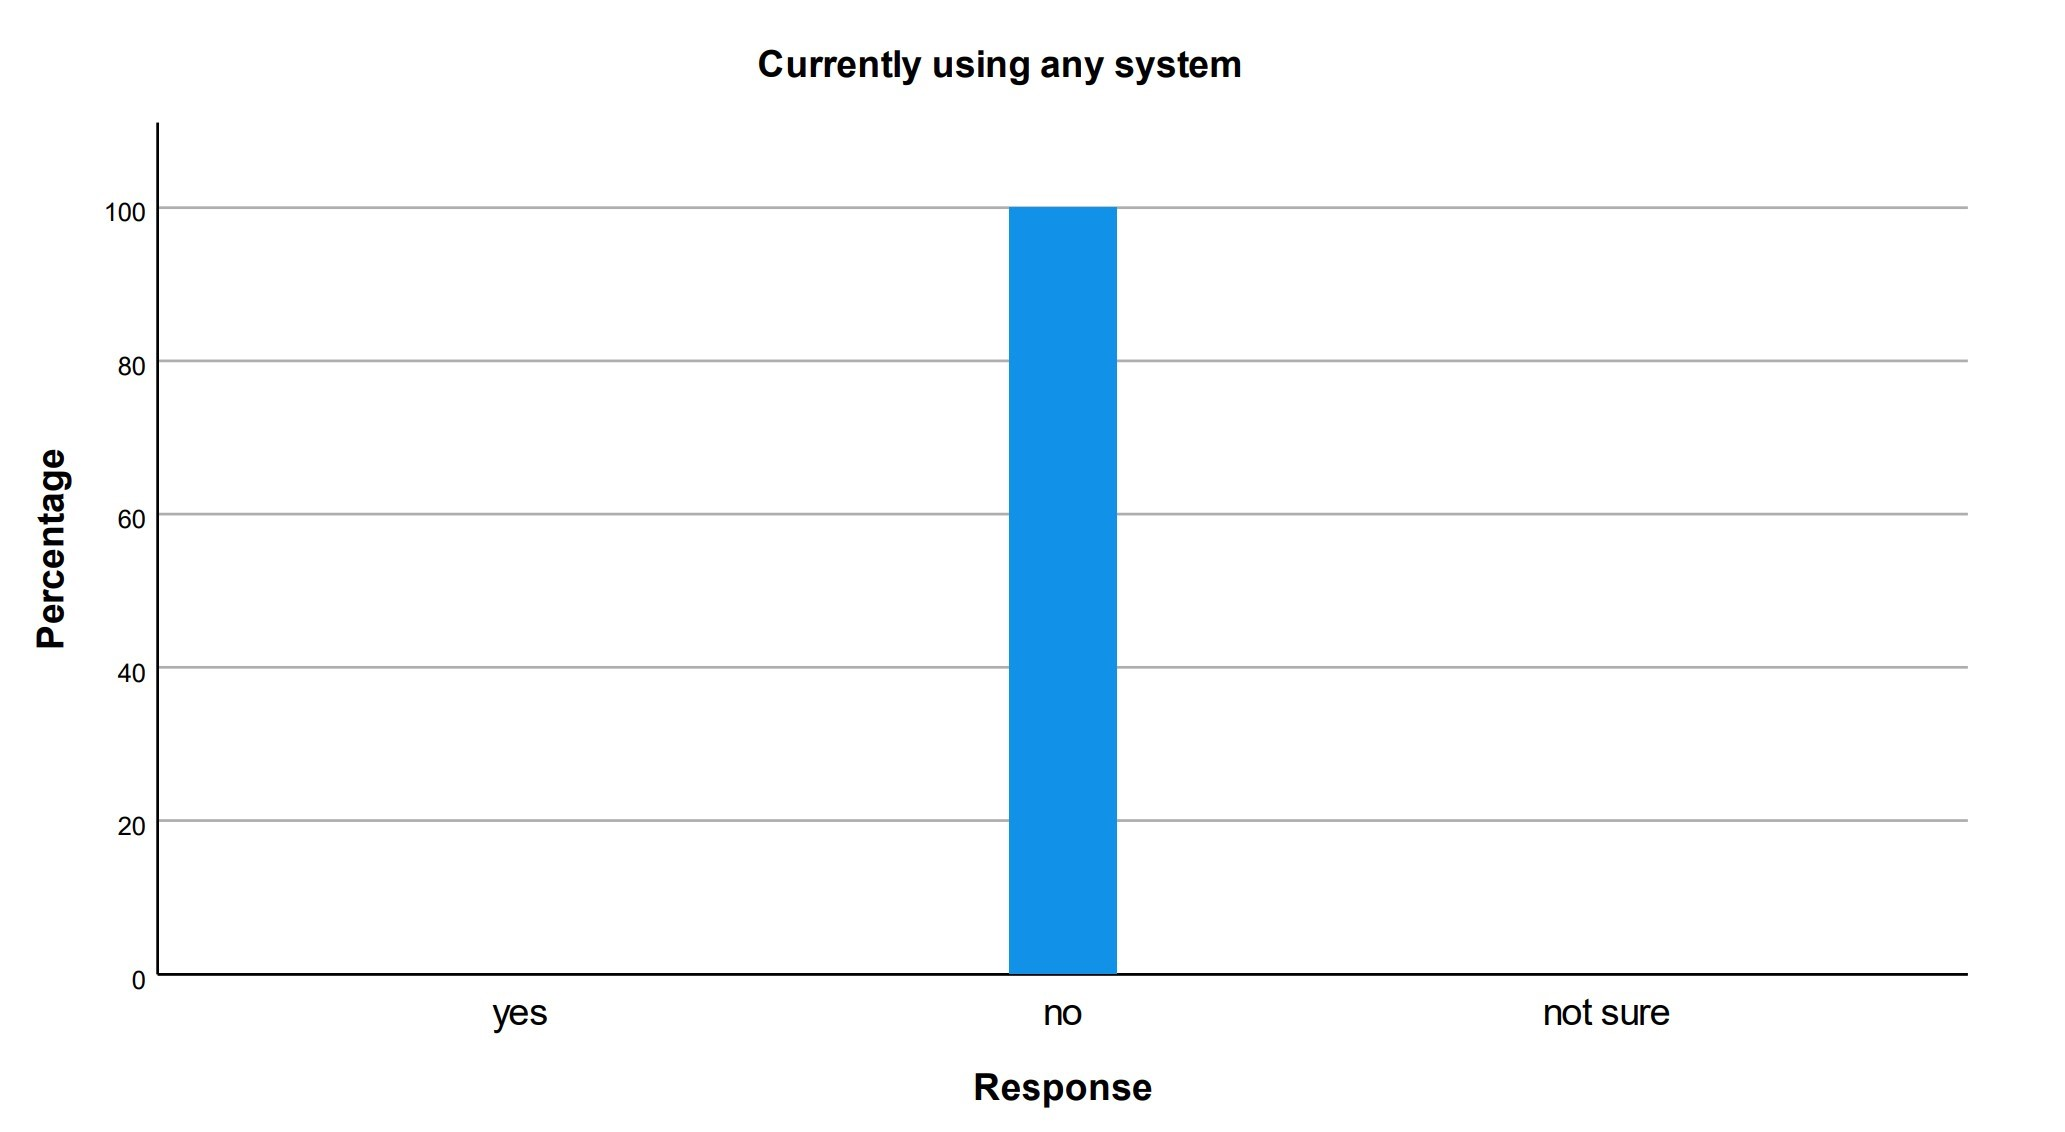 Currently using any system
100
80
60
40
20
0
Percentage
yes no not sure
Response